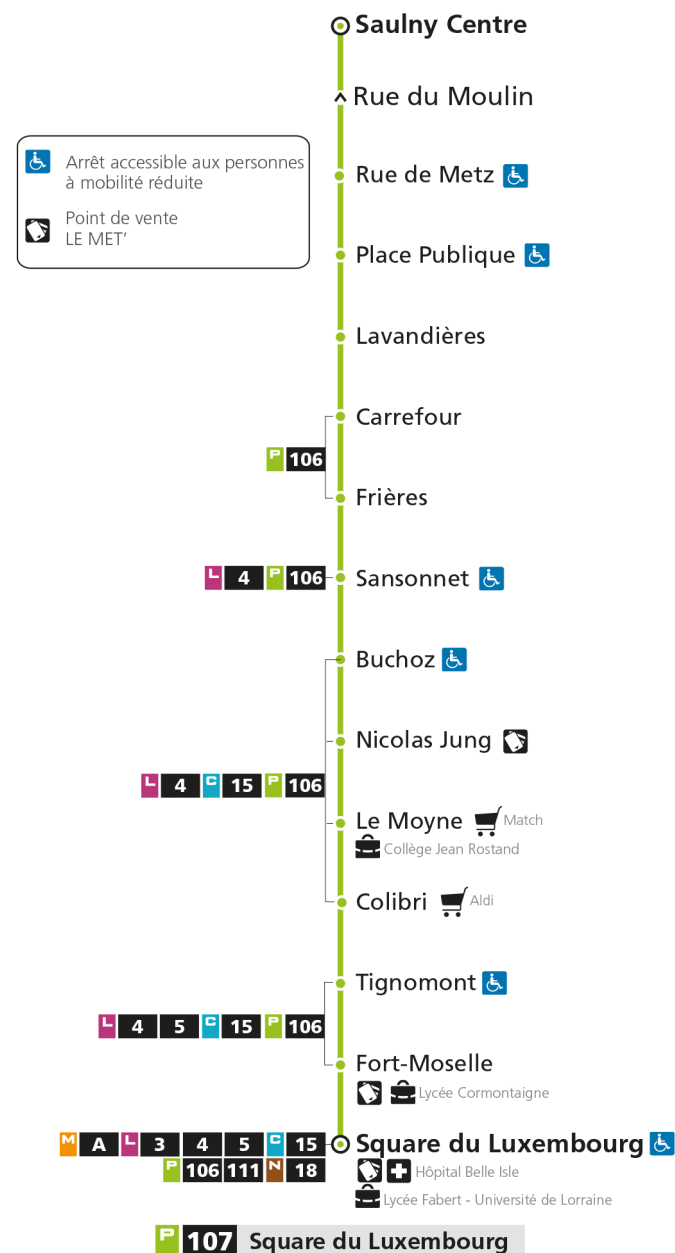 Saulny Centre
Rue du Moulin
Arrêt accessible aux personnes
à mobilité réduite
Point de vente
LE MET'
Rue de Metz
Place Publique
Lavandières
Carrefour
P 106
Frières
L 4 P 106 Sansonnet
Buchoz
Nicolas Jung
L 4 C 15 P 106
Le Moyne Match
Collège Jean Rostand
Colibri Aldi
Tignomont
L 4 5 C 15 P 106
Fort-Moselle
Lycée Cormontaigne
M A L 3 4 5 C 15 Square du Luxembourg
P 106 111 N 18 Hôpital Belle Isle
Lycée Fabert - Université de Lorraine
P 107 Square du Luxembourg